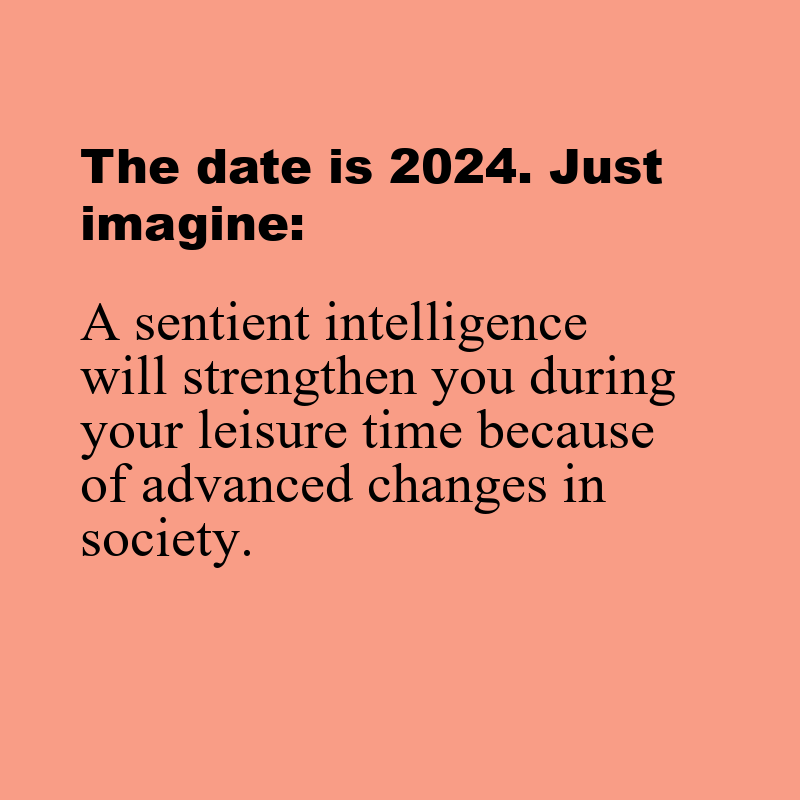 The date is 2024. Just
imagine:
A sentient intelligence
will strengthen you during
your leisure time because
of advanced changes in
society.